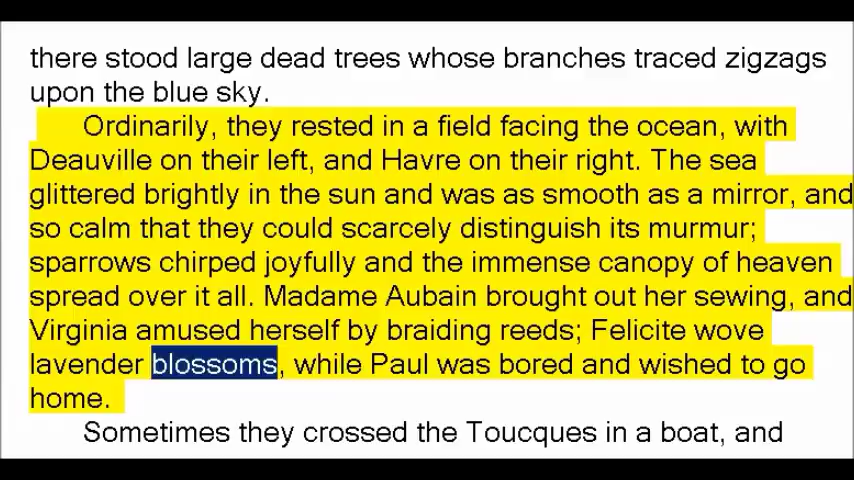 there stood large dead trees whose branches traced zigzags
upon the blue sky.
Ordinarily, they rested in a field facing the ocean, with
Deauville on their left, and Havre on their right. The sea
glittered brightly in the sun and was as smooth as a mirror, and
so calm that they could scarcely distinguish its murmur;
sparrows chirped joyfully and the immense canopy of heaven
spread over it all. Madame Aubain brought out her sewing, and
Virginia amused herself by braiding reeds; Felicite wove
lavender blossoms, while Paul was bored and wished to go
home.
Sometimes they crossed the Toucques in a boat, and